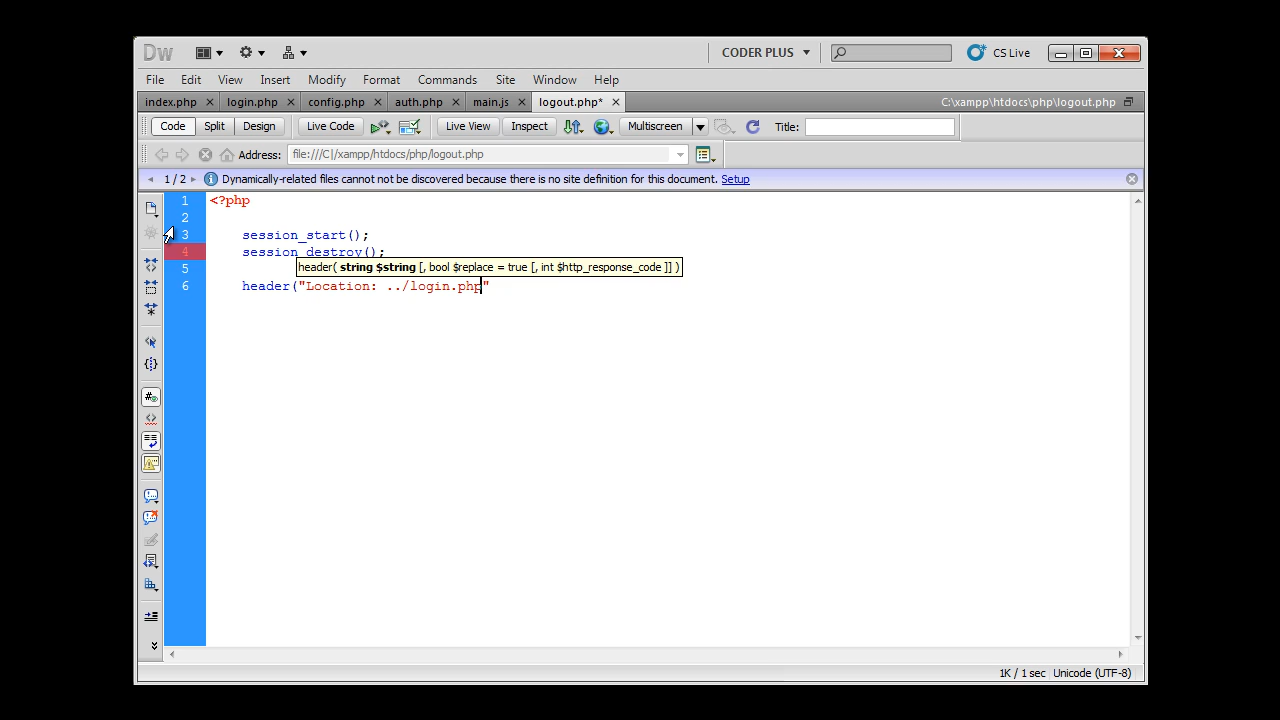 Dw CODER PLUS CS Live
File Edit View Insert Modify Format Commands Site Window Help
index.php login.php config.php auth.php main.js logout.php* C:\xampp\htdocs\php\logout.php
Code Split Design Live Code Live View Inspect Multiscreen Title:
Address: file:///C|/xampp/htdocs/php/logout.php
1 / 2 Dynamically-related files cannot not be discovered because there is no site definition for this document. Setup
1 <?php
2
3 session_start();
4 session_destroy();
header( string $string [, bool $replace = true [, int $http_response_code ]] )
5
6 header("Location: ../login.php"
1K / 1 sec Unicode (UTF-8)